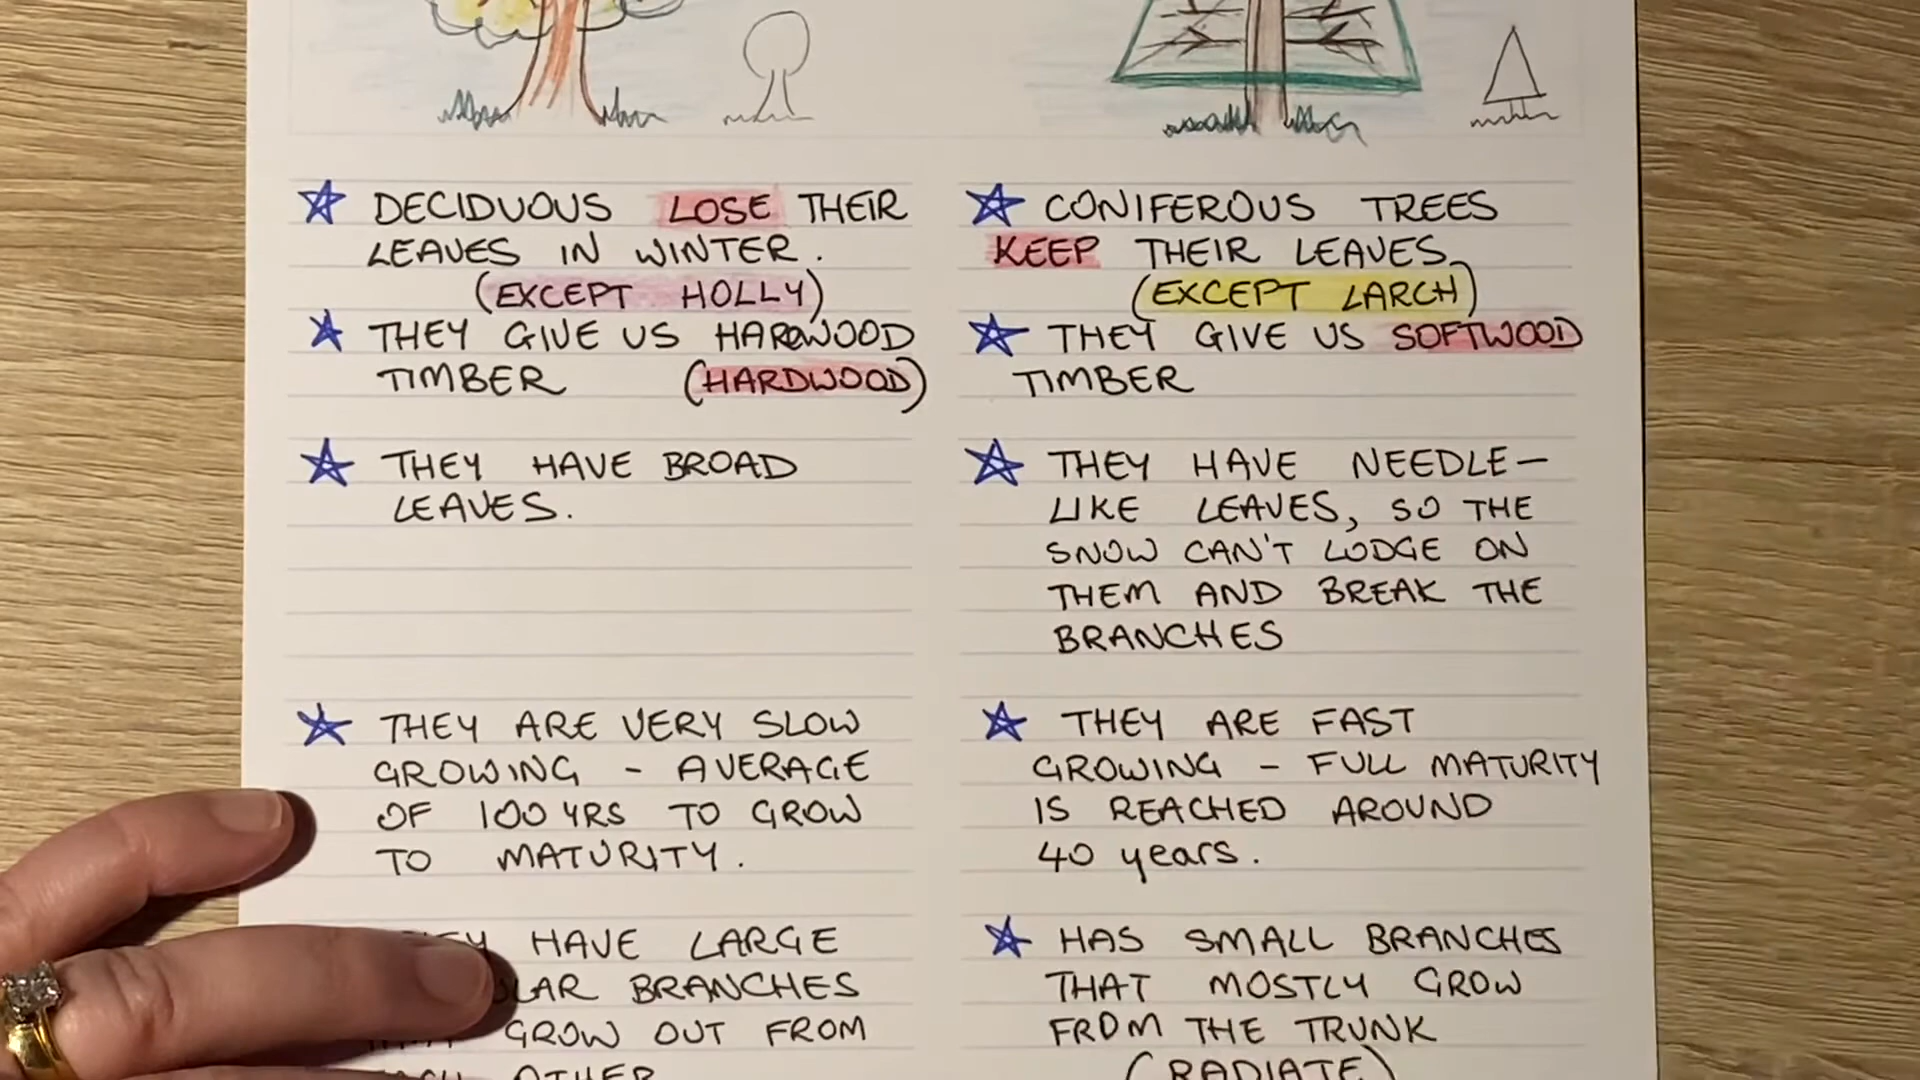 DECIDUOUS LOSE THEIR
LEAVES IN WINTER.
(EXCEPT HOLLY)
THEY GIVE US HARDWOOD
TIMBER (HARDWOOD)
THEY HAVE BROAD
LEAVES.
THEY ARE VERY SLOW
GROWING - AVERAGE
OF 100 YRS TO GROW
TO MATURITY.
HAVE LARGE
BRANCHES
GROW OUT FROM
OTHER
CONIFEROUS TREES
KEEP THEIR LEAVES
(EXCEPT LARCH)
THEY GIVE US SOFTWOOD
TIMBER
THEY HAVE NEEDLE-
LIKE LEAVES, SO THE
SNOW CAN'T LODGE ON
THEM AND BREAK THE
BRANCHES
THEY ARE FAST
GROWING - FULL MATURITY
IS REACHED AROUND
40 years.
HAS SMALL BRANCHES
THAT MOSTLY GROW
FROM THE TRUNK
(RADIATE)